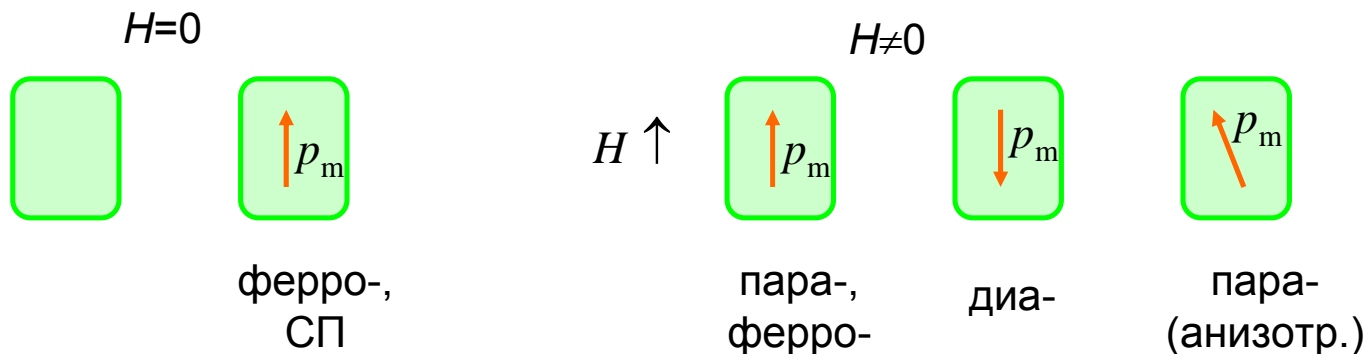 H=0
H≠0
p_m
H ↑
p_m
p_m
p_m
ферро-,
СП
пара-,
ферро-
диа-
пара-
(анизотр.)